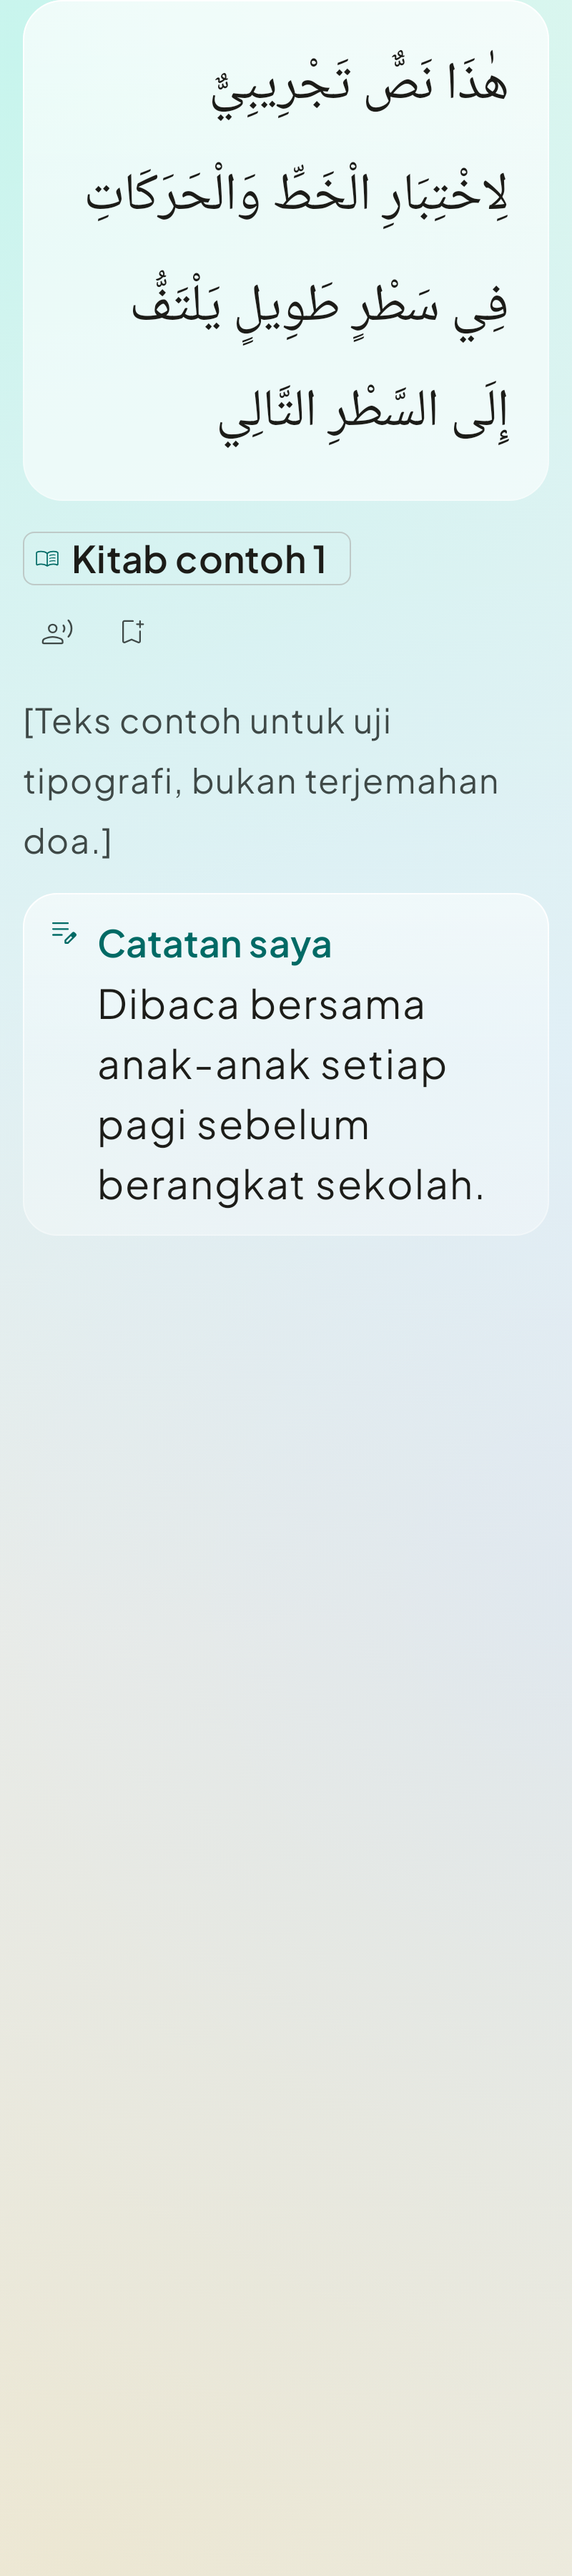 هٰذَا نَصٌّ تَجْرِيبِيٌّ
لِاخْتِبَارِ الْخَطِّ وَالْحَرَكَاتِ
فِي سَطْرٍ طَوِيلٍ يَلْتَفُّ
إِلَى السَّطْرِ التَّالِي
Kitab contoh 1
[Teks contoh untuk uji
tipografi, bukan terjemahan
doa.]
Catatan saya
Dibaca bersama
anak-anak setiap
pagi sebelum
berangkat sekolah.